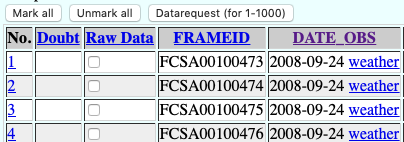 Mark all Unmark all Datarequest (for 1-1000)
No. Doubt Raw Data FRAMEID DATE_OBS
1 FCSA00100473 2008-09-24 weather
2 FCSA00100474 2008-09-24 weather
3 FCSA00100475 2008-09-24 weather
4 FCSA00100476 2008-09-24 weather